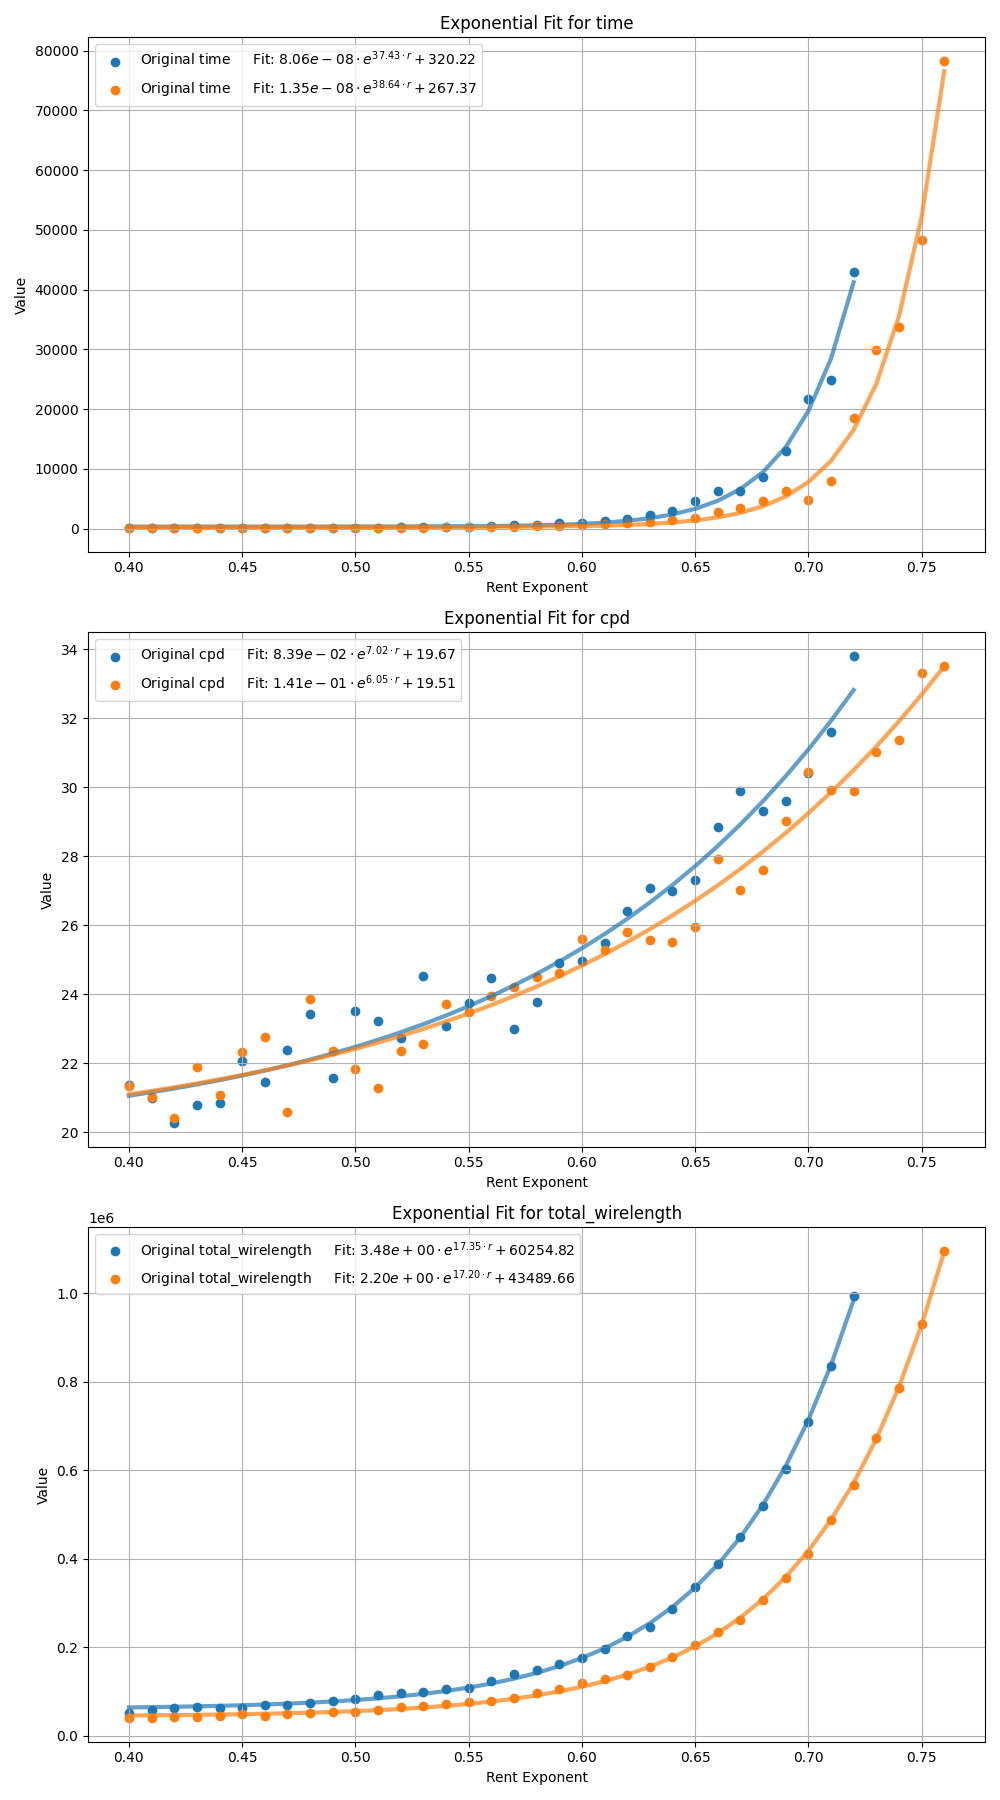 Exponential Fit for time
Original time Fit: 8.06e − 08 · e^37.43·r + 320.22
Original time Fit: 1.35e − 08 · e^38.64·r + 267.37
80000
70000
60000
50000
40000
30000
20000
10000
0
Value
0.40 0.45 0.50 0.55 0.60 0.65 0.70 0.75
Rent Exponent
Exponential Fit for cpd
Original cpd Fit: 8.39e − 02 · e^7.02·r + 19.67
Original cpd Fit: 1.41e − 01 · e^6.05·r + 19.51
34
32
30
28
26
24
22
20
Value
0.40 0.45 0.50 0.55 0.60 0.65 0.70 0.75
Rent Exponent
Exponential Fit for total_wirelength
1e6
Original total_wirelength Fit: 3.48e + 00 · e^17.35·r + 60254.82
Original total_wirelength Fit: 2.20e + 00 · e^17.20·r + 43489.66
1.0
0.8
0.6
0.4
0.2
0.0
Value
0.40 0.45 0.50 0.55 0.60 0.65 0.70 0.75
Rent Exponent